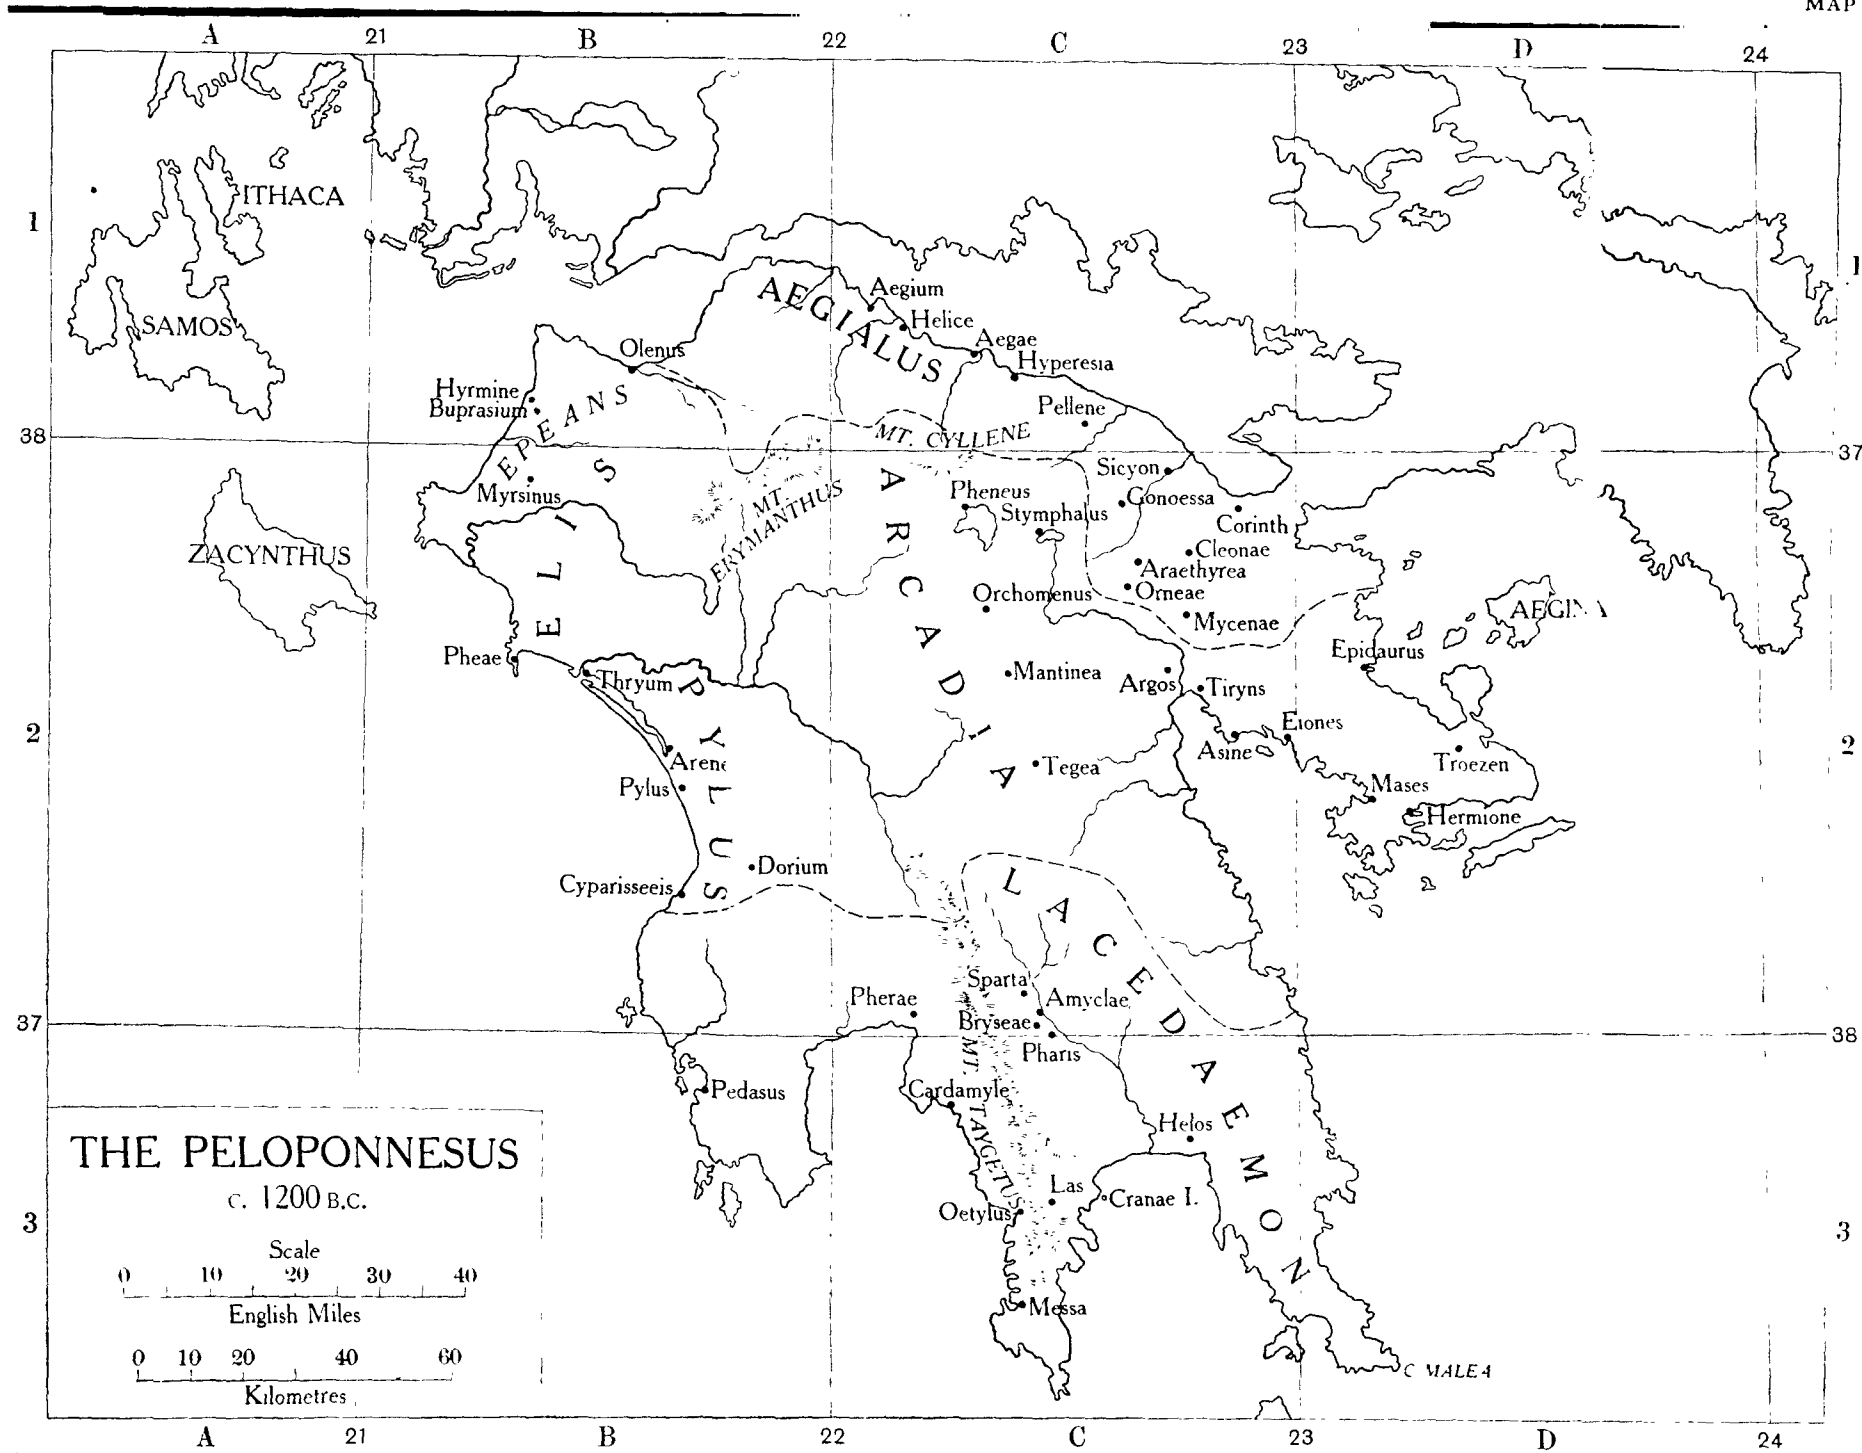 MAP
A
21
B
22
C
23
D
24
1
ITHACA
1
SAMOS
AEGIALUS
Aegium
Helice
Aegae
Hyperesia
Olenus
Hyrmine
Buprasium
EPEANS
Pellene
38
MT. CYLLENE
37
Sicyon
Myrsinus
ELIS
MT.
ERYMANTHUS
ARCADIA
Pheneus
Gonoessa
Stymphalus
Corinth
ZACYNTHUS
Cleonae
Araethyrea
Orneae
Orchomenus
Mycenae
AEGINA
Epidaurus
Pheae
Thryum
PYLUS
Mantinea
Argos
Tiryns
2
Eiones
2
Asine
Arene
Tegea
Troezen
Pylus
Mases
Hermione
Dorium
Cyparisseeis
LACEDAEMON
Sparta
Pherae
Amyclae
Bryseae
37
38
Pharis
MT. TAYGETUS
Pedasus
Cardamyle
Helos
THE PELOPONNESUS
c. 1200 B.C.
Las
Cranae I.
Oetylus
3
3
Scale
0 10 20 30 40
English Miles
Messa
0 10 20 40 60
Kilometres
C MALEA
A
21
B
22
C
23
D
24